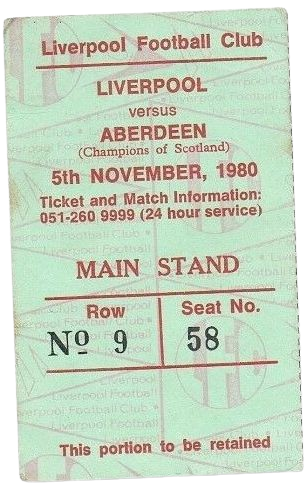 Liverpool Football Club
LIVERPOOL
versus
ABERDEEN
(Champions of Scotland)
5th NOVEMBER, 1980
Ticket and Match Information:
051-260 9999 (24 hour service)
MAIN STAND
Row
Seat No.
Nº 9
58
This portion to be retained